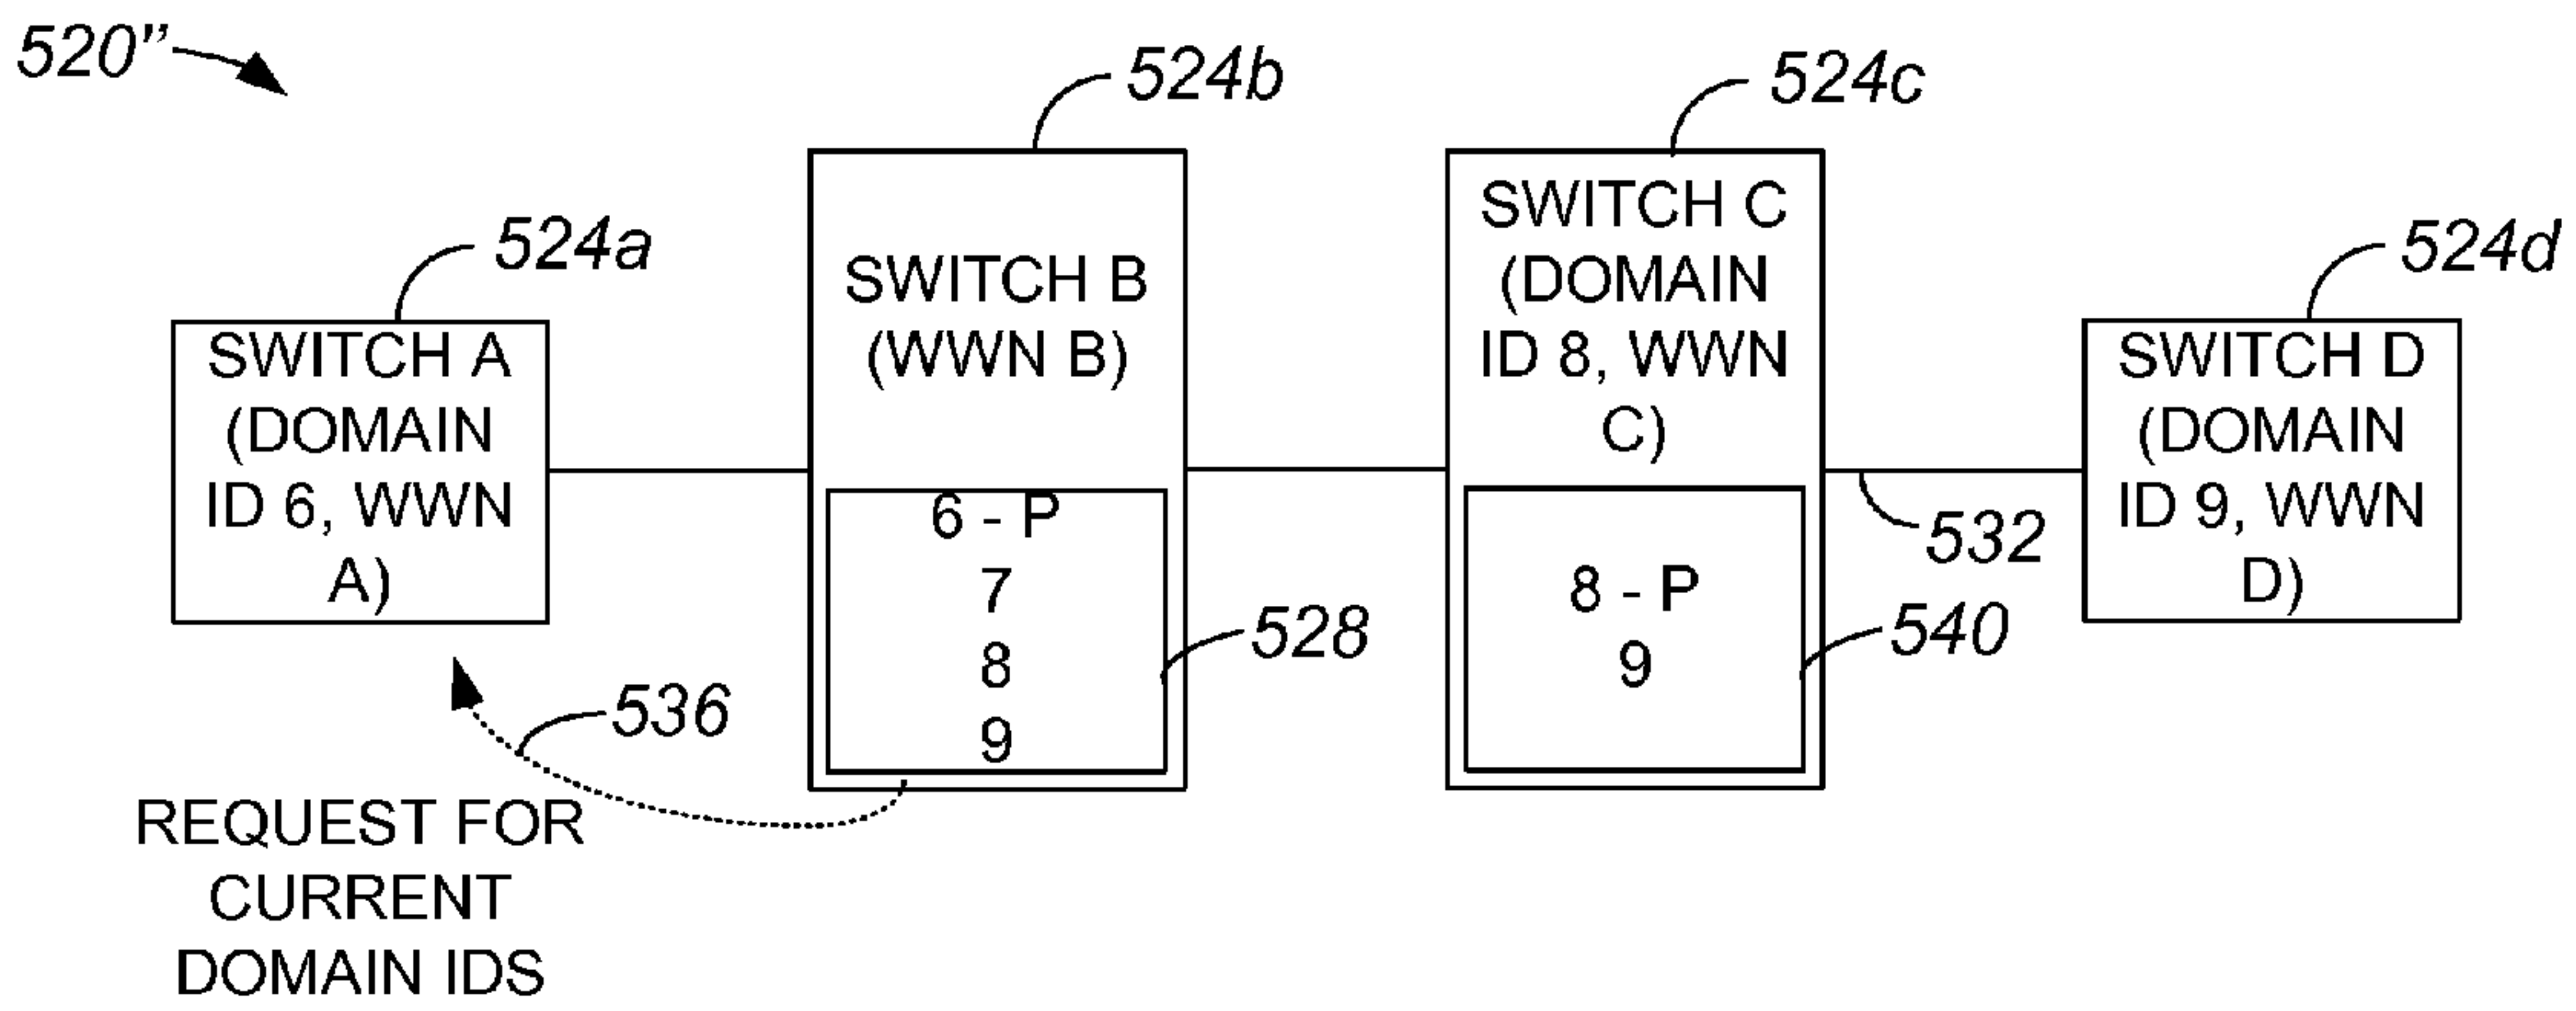 520”
524b
524c
524a
524d
SWITCH A
(DOMAIN
ID 6, WWN
A)
SWITCH B
(WWN B)
6 - P
7
8
9
528
SWITCH C
(DOMAIN
ID 8, WWN
C)
8 - P
9
540
532
SWITCH D
(DOMAIN
ID 9, WWN
D)
536
REQUEST FOR
CURRENT
DOMAIN IDS